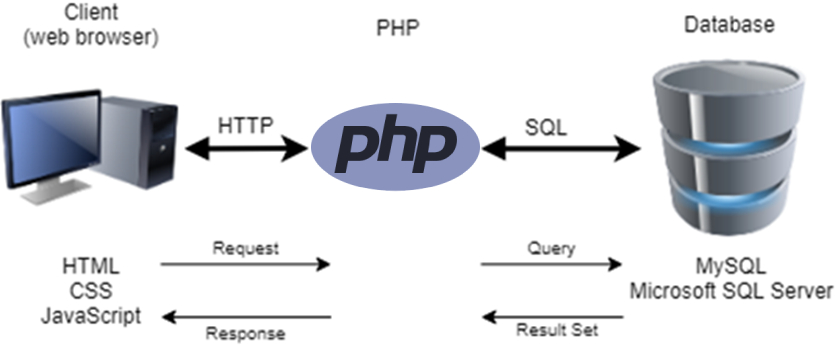 Client
(web browser)
PHP
Database
HTTP
php
SQL
Request
Query
HTML
CSS
JavaScript
MySQL
Microsoft SQL Server
Response
Result Set